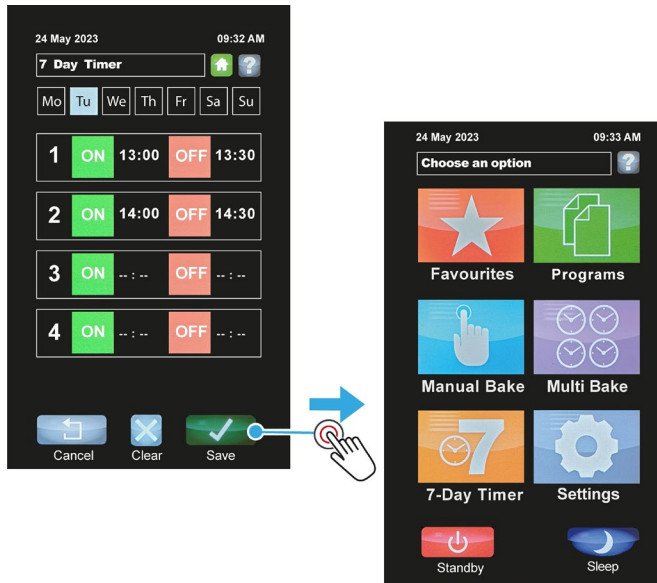 24 May 2023 09:32 AM
7 Day Timer ?
Mo Tu We Th Fr Sa Su
1 ON 13:00 OFF 13:30
2 ON 14:00 OFF 14:30
3 ON -- : -- OFF -- : --
4 ON -- : -- OFF -- : --
Cancel Clear Save
24 May 2023 09:33 AM
Choose an option ?
Favourites Programs
Manual Bake Multi Bake
7
7-Day Timer Settings
Standby Sleep